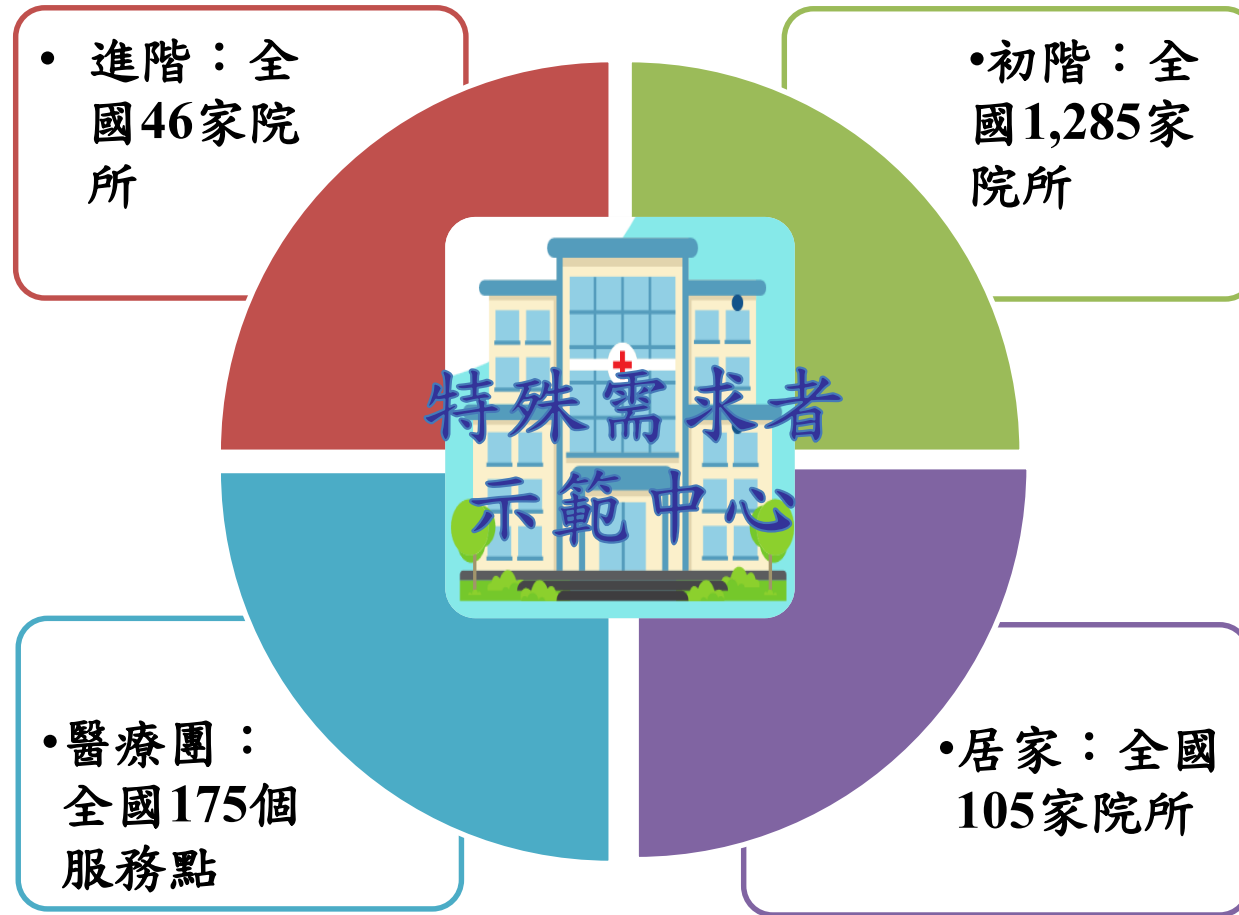 • 進階：全
國46家院
所
•初階：全
國1,285家
院所
特殊需求者
示範中心
•醫療團：
全國175個
服務點
•居家：全國
105家院所